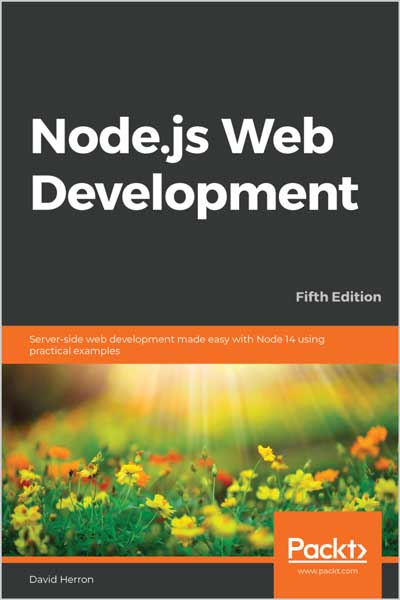 Node.js Web
Development
Fifth Edition
Server-side web development made easy with Node 14 using
practical examples
Packt>
www.packt.com
David Herron